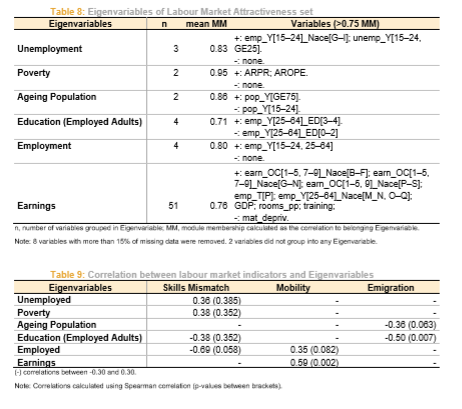 Table 8: Eigenvariables of Labour Market Attractiveness set
Eigenvariables n mean MM Variables (>0.75 MM)
+: emp_Y[15–24]_Nace[G–I]; unemp_Y[15–24,
Unemployment 3 0.83 GE25].
-: none.
Poverty 2 0.95 +: ARPR; AROPE.
-: none.
Ageing Population 2 0.86 +: pop_Y[GE75].
-: pop_Y[15–24].
Education (Employed Adults) 4 0.71 +: emp_Y[25–64]_ED[3–4].
-: emp_Y[25–64]_ED[0–2]
Employment 4 0.80 +: emp_Y[15–24, 25–64]
-: none.
+: earn_OC[1–5, 7–9]_Nace[B–F]; earn_OC[1–5,
7–9]_Nace[G–N]; earn_OC[1–5, 9]_Nace[P–S];
emp_T[P]; emp_Y[25–64]_Nace[M_N, O–Q];
Earnings 51 0.76 GDP; rooms_pp; training;
-: mat_depriv.
n, number of variables grouped in Eigenvariable; MM, module membership calculated as the correlation to belonging Eigenvariable.
Note: 8 variables with more than 15% of missing data were removed. 2 variables did not group into any Eigenvariable.
Table 9: Correlation between labour market indicators and Eigenvariables
Eigenvariables Skills Mismatch Mobility Emigration
Unemployed 0.36 (0.385) - -
Poverty 0.38 (0.352) - -
Ageing Population - - -0.36 (0.063)
Education (Employed Adults) -0.38 (0.352) - -0.50 (0.007)
Employed -0.69 (0.058) 0.35 (0.082) -
Earnings - 0.59 (0.002) -
(-) correlations between -0.30 and 0.30.
Note: Correlations calculated using Spearman correlation (p-values between brackets).